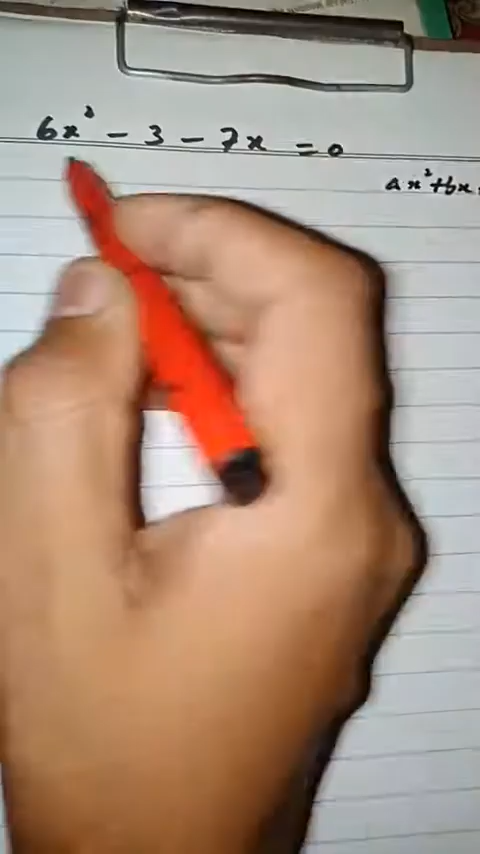 6x² - 3 - 7x = 0
ax² + bx